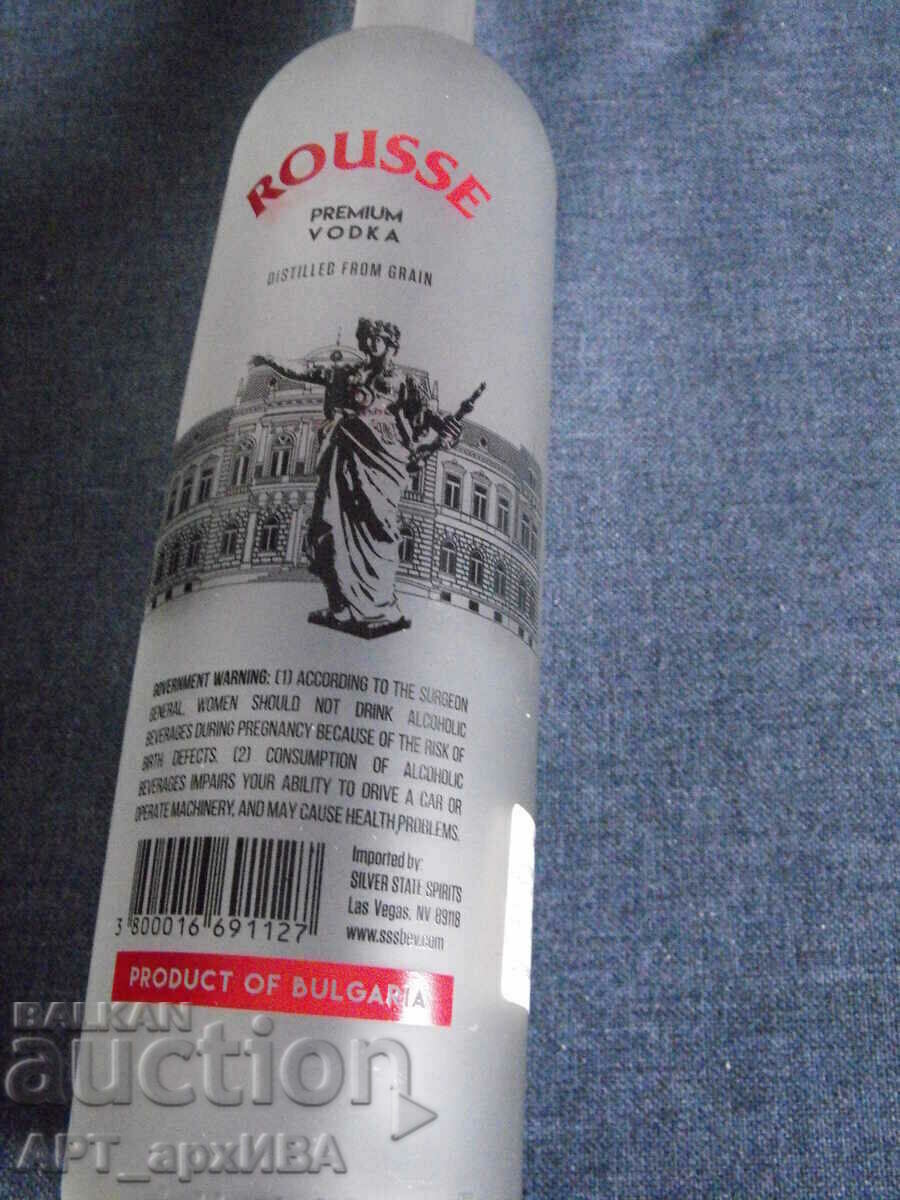 ROUSSE
PREMIUM
VODKA
DISTILLED FROM GRAIN
GOVERNMENT WARNING: (1) ACCORDING TO THE SURGEON
GENERAL, WOMEN SHOULD NOT DRINK ALCOHOLIC
BEVERAGES DURING PREGNANCY BECAUSE OF THE RISK OF
BIRTH DEFECTS. (2) CONSUMPTION OF ALCOHOLIC
BEVERAGES IMPAIRS YOUR ABILITY TO DRIVE A CAR OR
OPERATE MACHINERY, AND MAY CAUSE HEALTH PROBLEMS.
Imported by:
SILVER STATE SPIRITS
Las Vegas, NV 89118
www.sssbev.com
3 800016 691127
PRODUCT OF BULGARIA
BALKAN
auction
АРТ_архИВА